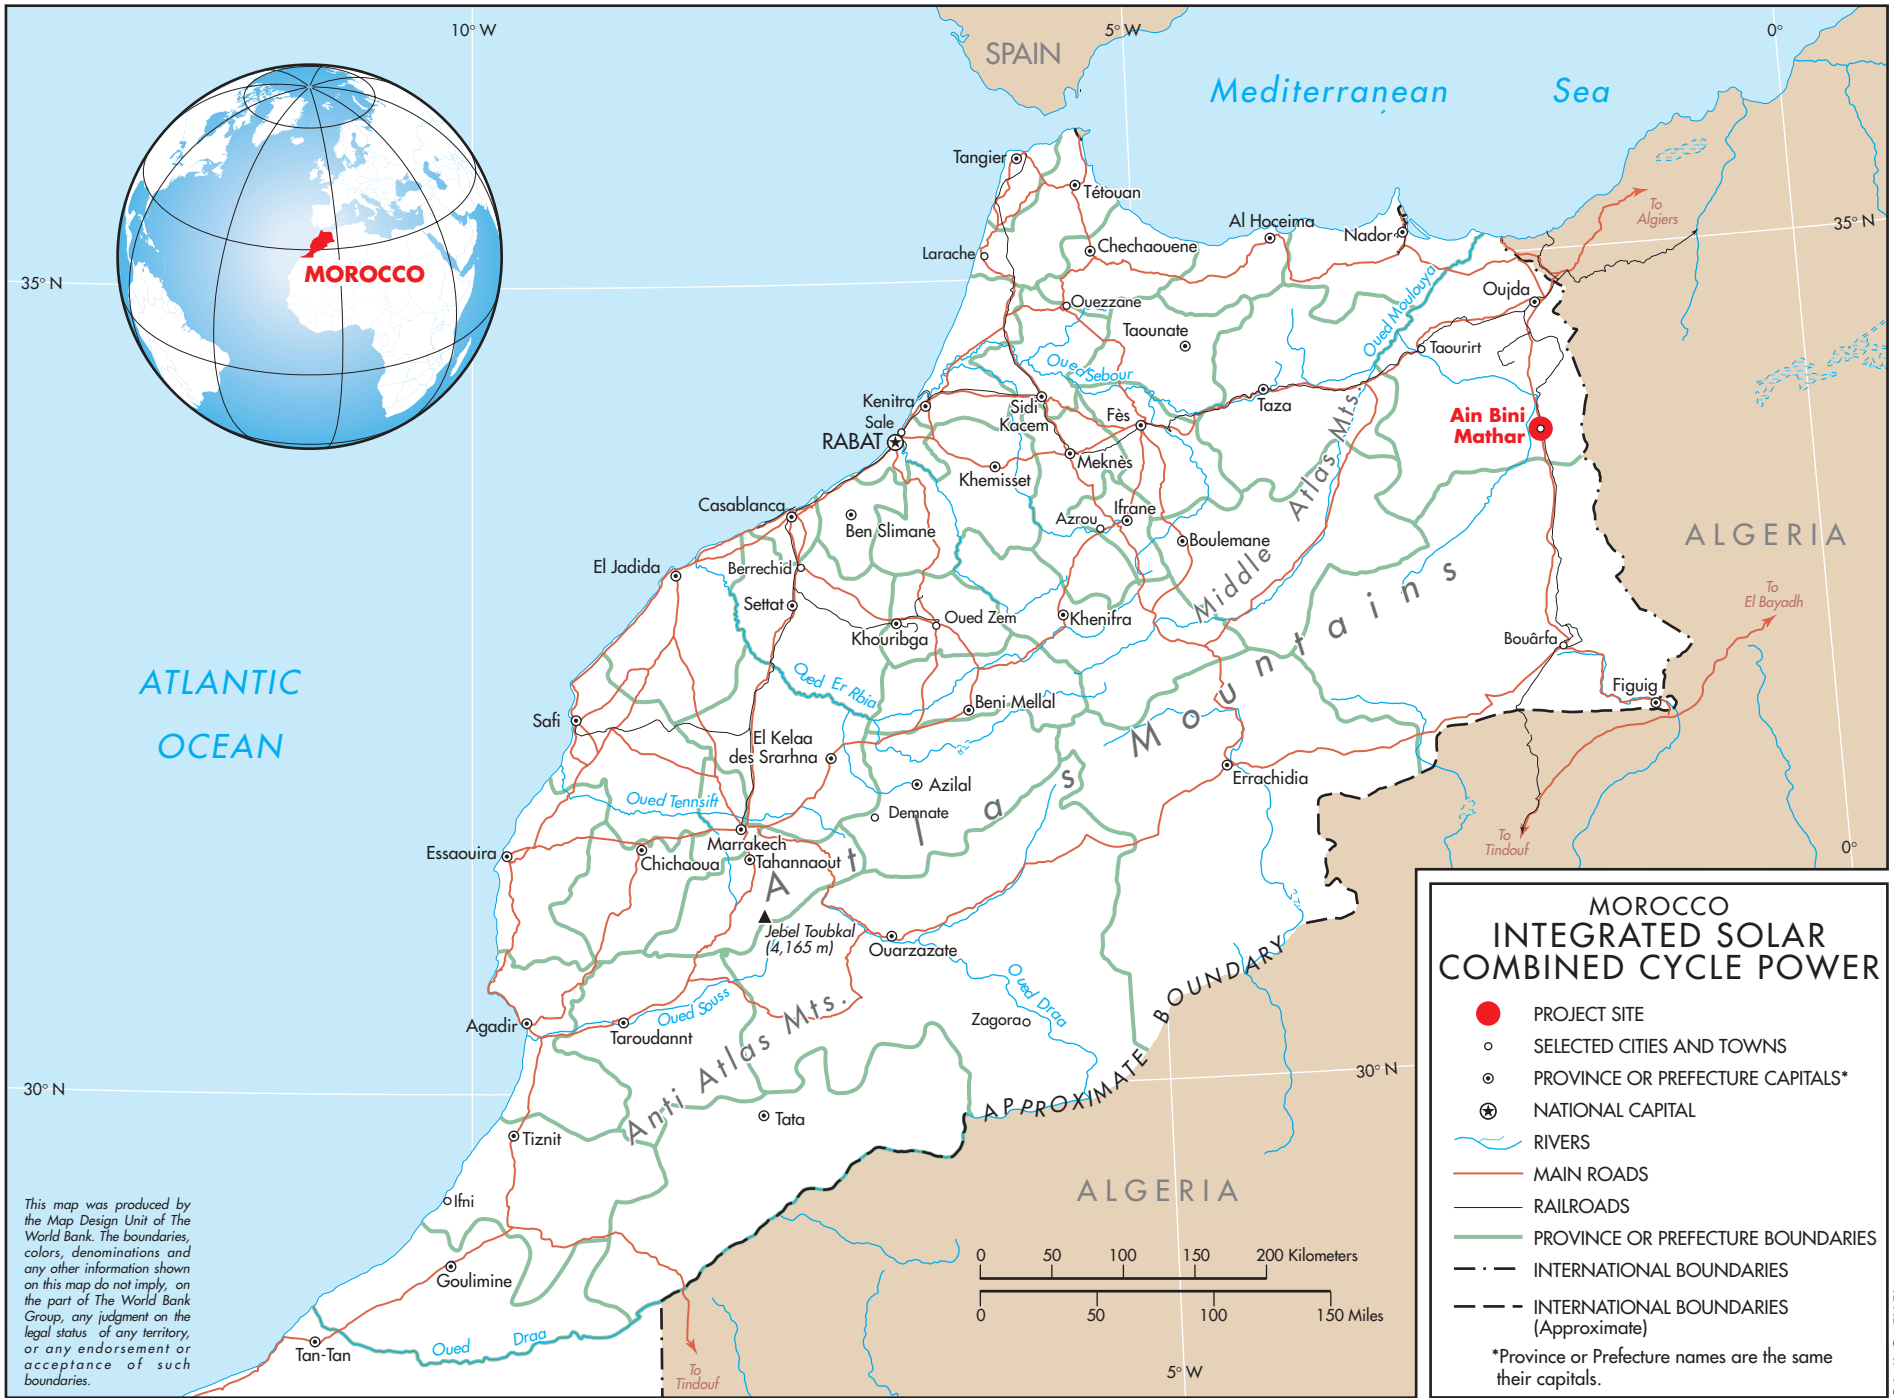 10° W
5° W
0°
SPAIN
Mediterranean Sea
MOROCCO
Tangier
Tétouan
To
Algiers
35° N
Al Hoceima
Nador
Chechaouene
Larache
35° N
Oujda
Ouezzane
Oued Moulouya
Taounate
Taourirt
Oued Sebour
Kenitra
Sale
RABAT
Sidi
Kacem
Fès
Taza
Ain Bini
Mathar
Meknès
Khemisset
Casablanca
Ben Slimane
Azrou
Ifrane
Boulemane
Middle Atlas Mts.
ALGERIA
El Jadida
Berrechid
Settat
Khouribga
Oued Zem
Khenifra
To
El Bayadh
Bouârfa
Figuig
ATLANTIC
OCEAN
Oued Er Rbia
Beni Mellal
Safi
El Kelaa
des Srarhna
Azilal
Demnate
Errachidia
Atlas Mountains
Oued Tennsift
Marrakech
Tahannaout
Chichaoua
Essaouira
To
Tindouf
0°
Jebel Toubkal
(4,165 m)
Ouarzazate
Oued Draa
Zagora
Agadir
Taroudannt
Oued Souss
Anti Atlas Mts.
APPROXIMATE BOUNDARY
30° N
30° N
Tata
Tiznit
Ifni
ALGERIA
Goulimine
Tan-Tan
Oued Draa
To
Tindouf
5° W
0 50 100 150 200 Kilometers
0 50 100 150 Miles
This map was produced by
the Map Design Unit of The
World Bank. The boundaries,
colors, denominations and
any other information shown
on this map do not imply, on
the part of The World Bank
Group, any judgment on the
legal status of any territory,
or any endorsement or
acceptance of such
boundaries.
MOROCCO
INTEGRATED SOLAR
COMBINED CYCLE POWER
PROJECT SITE
SELECTED CITIES AND TOWNS
PROVINCE OR PREFECTURE CAPITALS*
NATIONAL CAPITAL
RIVERS
MAIN ROADS
RAILROADS
PROVINCE OR PREFECTURE BOUNDARIES
INTERNATIONAL BOUNDARIES
INTERNATIONAL BOUNDARIES
(Approximate)
*Province or Prefecture names are the same
their capitals.